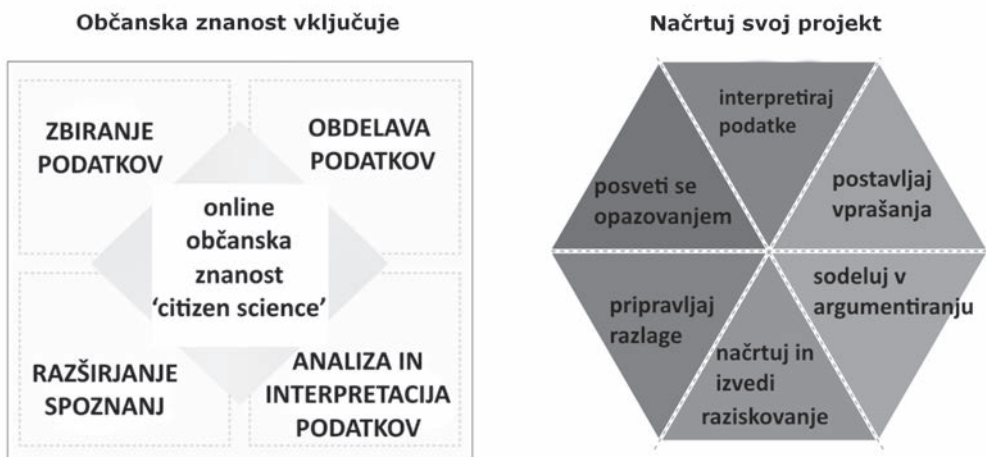 Občanska znanost vključuje
ZBIRANJE
PODATKOV
OBDELAVA
PODATKOV
online
občanska
znanost
‘citizen science’
RAZŠIRJANJE
SPOZNANJ
ANALIZA IN
INTERPRETACIJA
PODATKOV
Načrtuj svoj projekt
interpretiraj
podatke
postavljaj
vprašanja
sodeluj v
argumentiranju
načrtuj in
izvedi
raziskovanje
pripravljaj
razlage
posveti se
opazovanjem